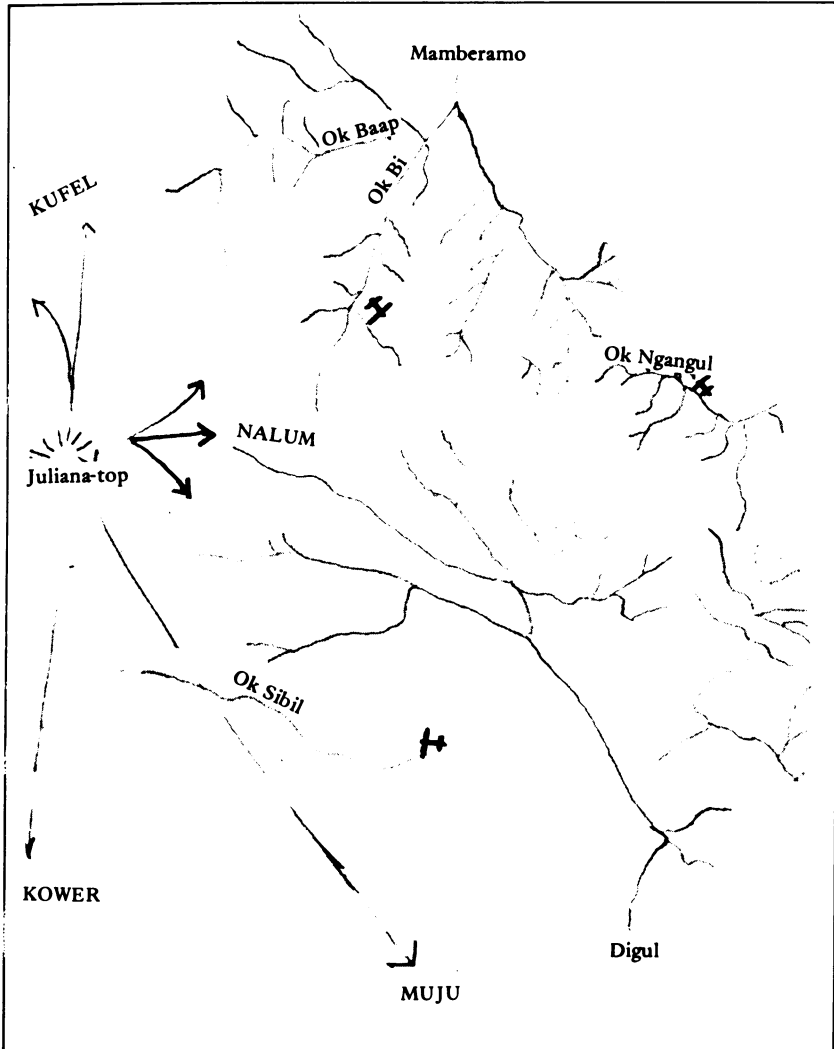 Mamberamo
Ok Baap
Ok Bi
KUFEL
Ok Ngangul
NALUM
Juliana-top
Ok Sibil
KOWER
Digul
MUJU